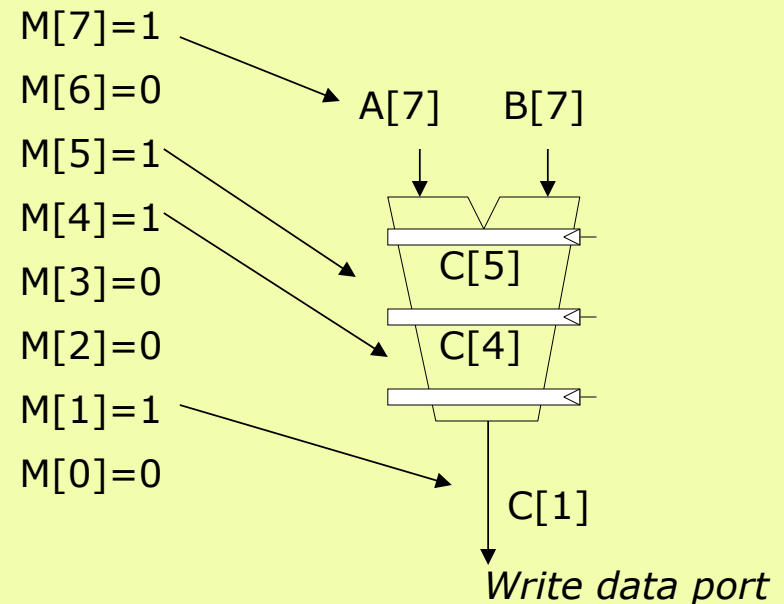 M[7]=1
M[6]=0
M[5]=1
M[4]=1
M[3]=0
M[2]=0
M[1]=1
M[0]=0
A[7] B[7]
C[5]
C[4]
C[1]
Write data port